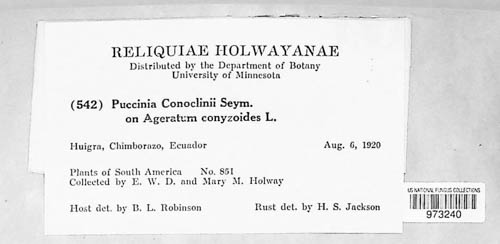 RELIQUIAE HOLWAYANAE
Distributed by the Department of Botany
University of Minnesota
(542) Puccinia Conoclinii Seym.
on Ageratum conyzoides L.
Huigra, Chimborazo, Ecuador Aug. 6, 1920
Plants of South America No. 851
Collected by E. W. D. and Mary M. Holway
Host det. by B. L. Robinson Rust det. by H. S. Jackson
US NATIONAL FUNGUS COLLECTIONS
973240